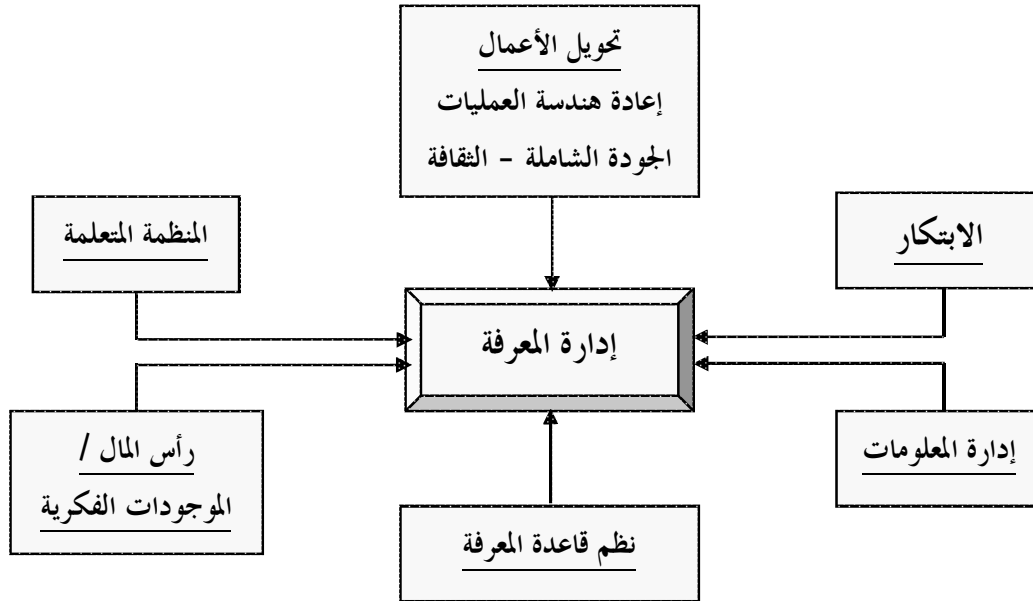 تحويل الأعمال
إعادة هندسة العمليات
الجودة الشاملة – الثقافة
الابتكار
المنظمة المتعلمة
إدارة المعرفة
إدارة المعلومات
رأس المال /
الموجودات الفكرية
نظم قاعدة المعرفة